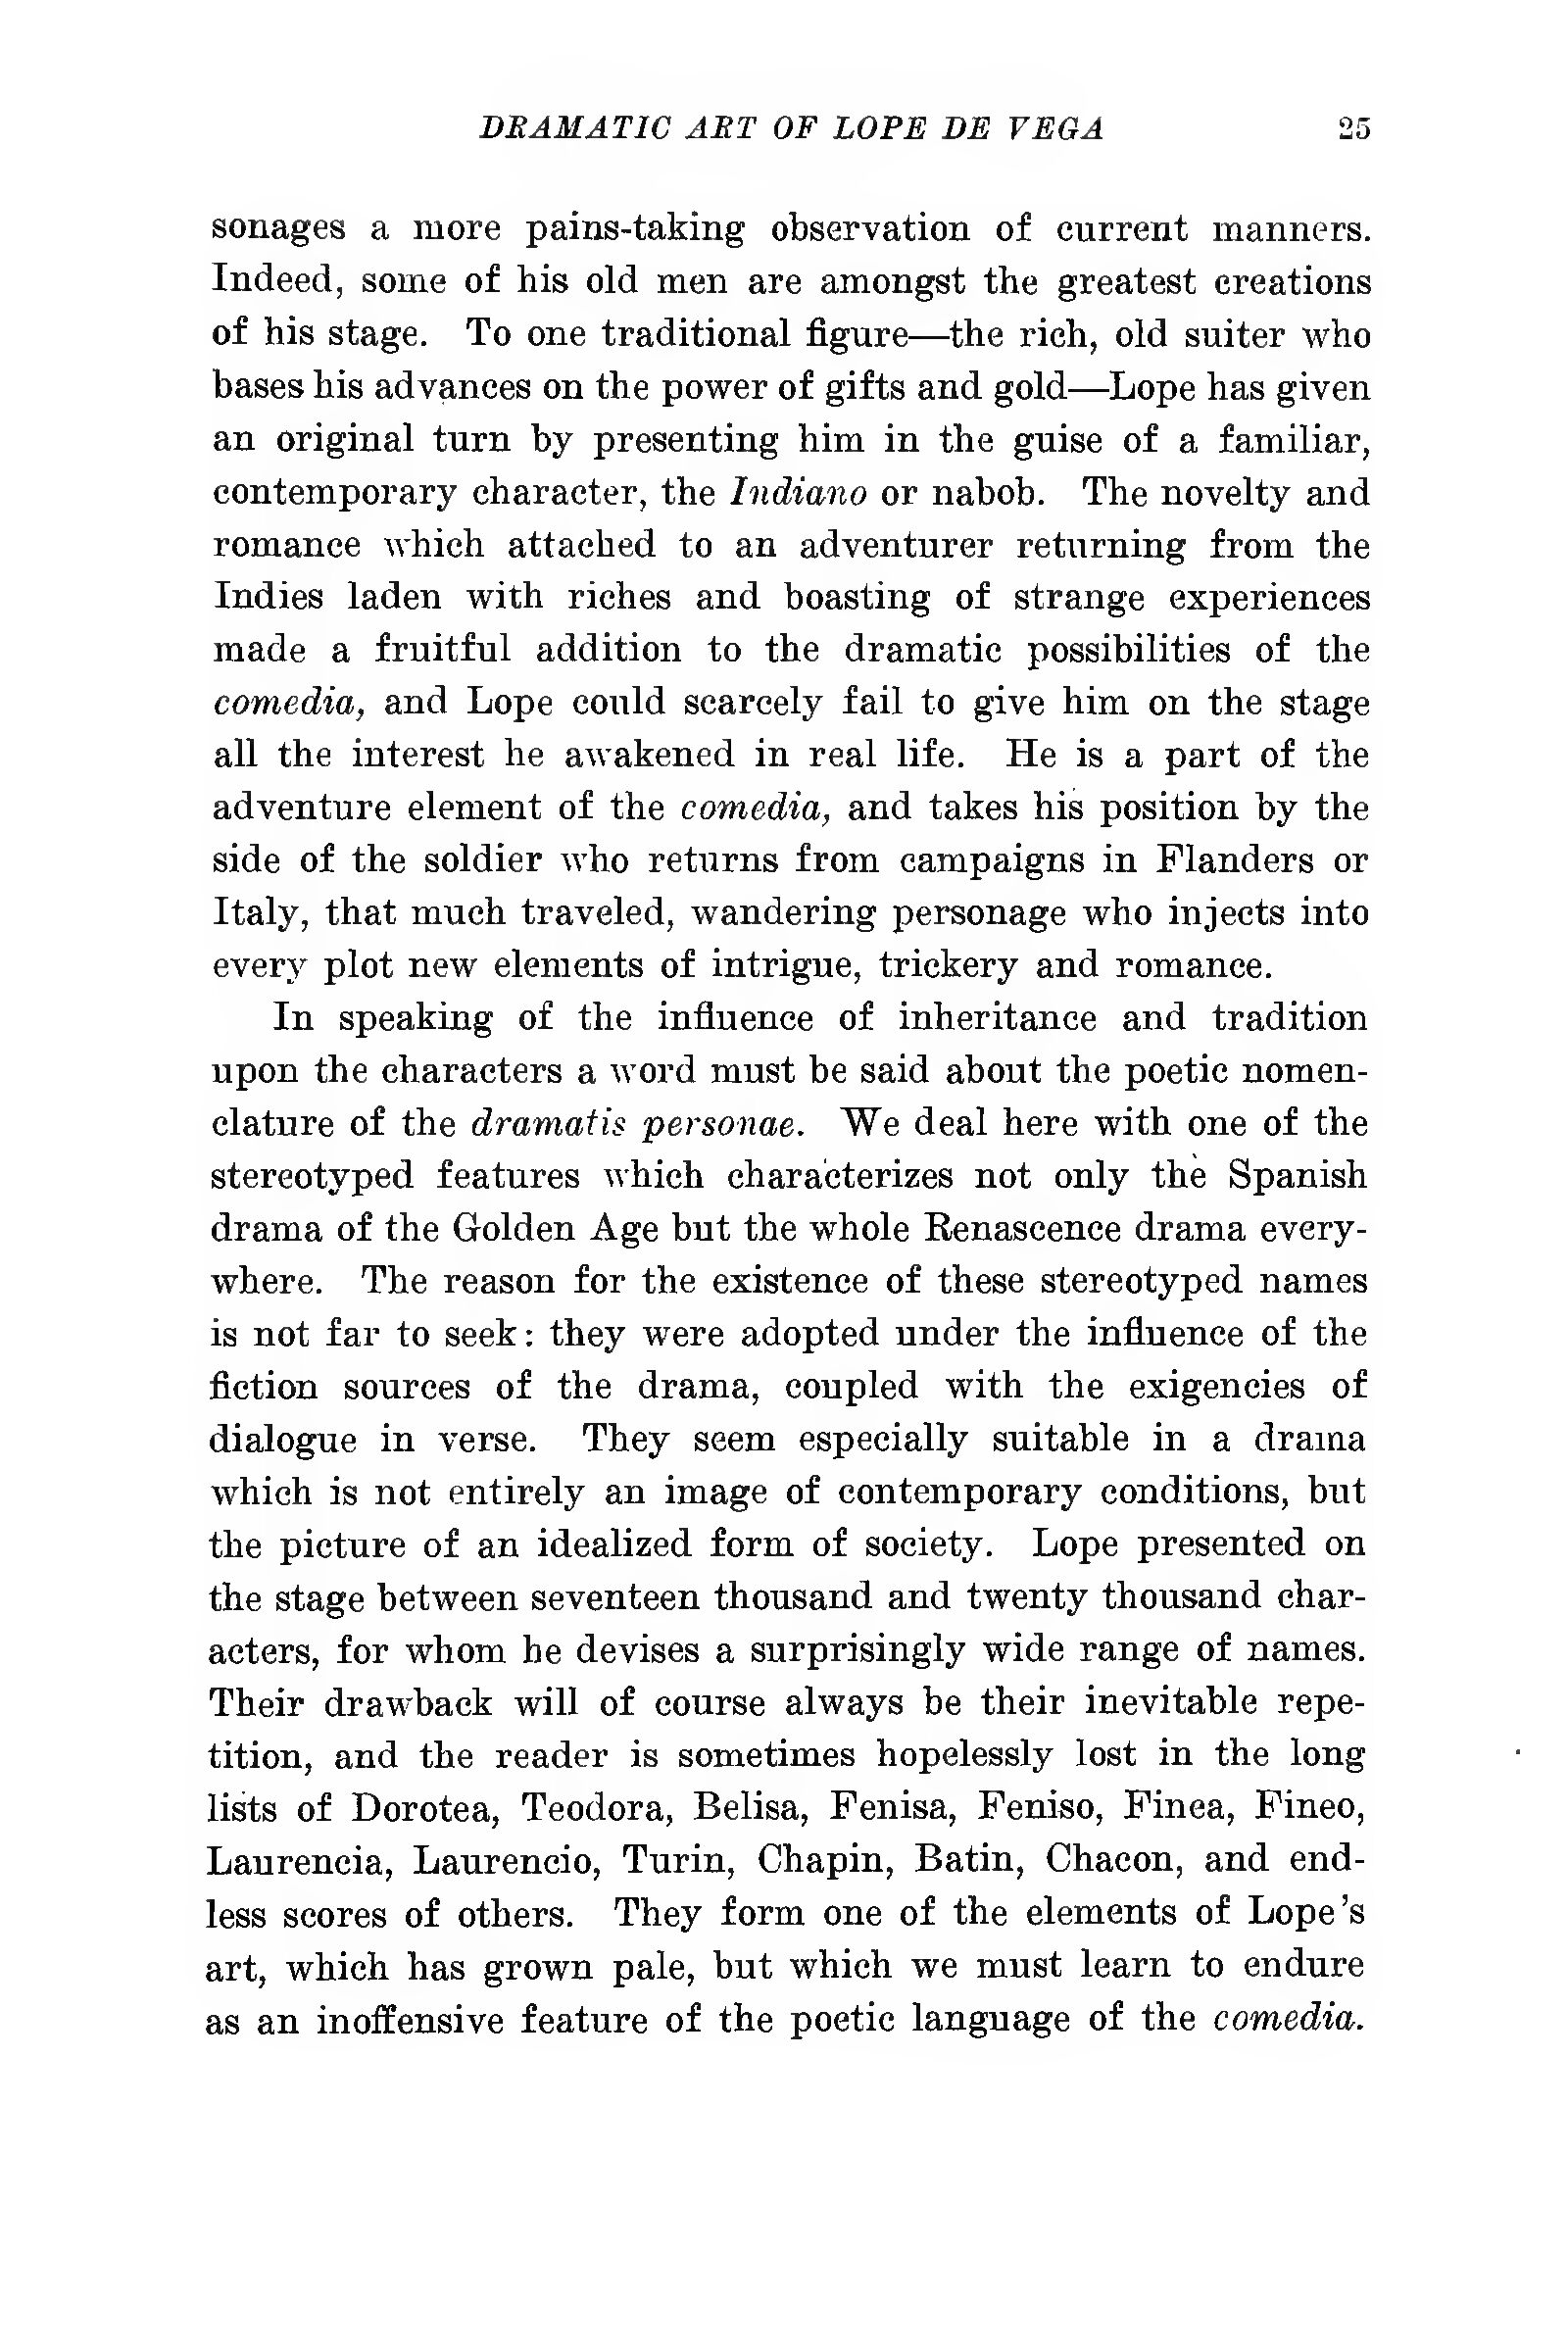 DRAMATIC ART OF LOPE DE VEGA 25
sonages a more pains-taking observation of current manners.
Indeed, some of his old men are amongst the greatest creations
of his stage. To one traditional figure—the rich, old suiter who
bases his advances on the power of gifts and gold—Lope has given
an original turn by presenting him in the guise of a familiar,
contemporary character, the Indiano or nabob. The novelty and
romance which attached to an adventurer returning from the
Indies laden with riches and boasting of strange experiences
made a fruitful addition to the dramatic possibilities of the
comedia, and Lope could scarcely fail to give him on the stage
all the interest he awakened in real life. He is a part of the
adventure element of the comedia, and takes his position by the
side of the soldier who returns from campaigns in Flanders or
Italy, that much traveled, wandering personage who injects into
every plot new elements of intrigue, trickery and romance.
In speaking of the influence of inheritance and tradition
upon the characters a word must be said about the poetic nomen-
clature of the dramatis personae. We deal here with one of the
stereotyped features which characterizes not only the Spanish
drama of the Golden Age but the whole Renascence drama every-
where. The reason for the existence of these stereotyped names
is not far to seek: they were adopted under the influence of the
fiction sources of the drama, coupled with the exigencies of
dialogue in verse. They seem especially suitable in a drama
which is not entirely an image of contemporary conditions, but
the picture of an idealized form of society. Lope presented on
the stage between seventeen thousand and twenty thousand char-
acters, for whom he devises a surprisingly wide range of names.
Their drawback will of course always be their inevitable repe-
tition, and the reader is sometimes hopelessly lost in the long
lists of Dorotea, Teodora, Belisa, Fenisa, Feniso, Finea, Fineo,
Laurencia, Laurencio, Turin, Chapin, Batin, Chacon, and end-
less scores of others. They form one of the elements of Lope's
art, which has grown pale, but which we must learn to endure
as an inoffensive feature of the poetic language of the comedia.